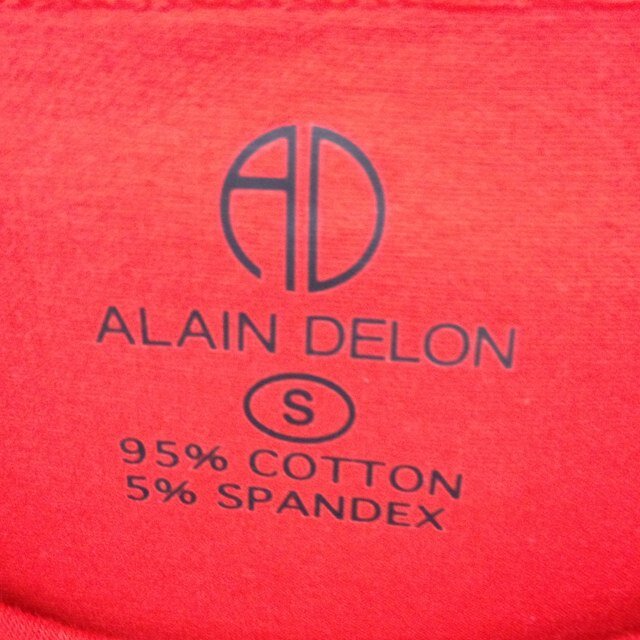 AD
ALAIN DELON
S
95% COTTON
5% SPANDEX